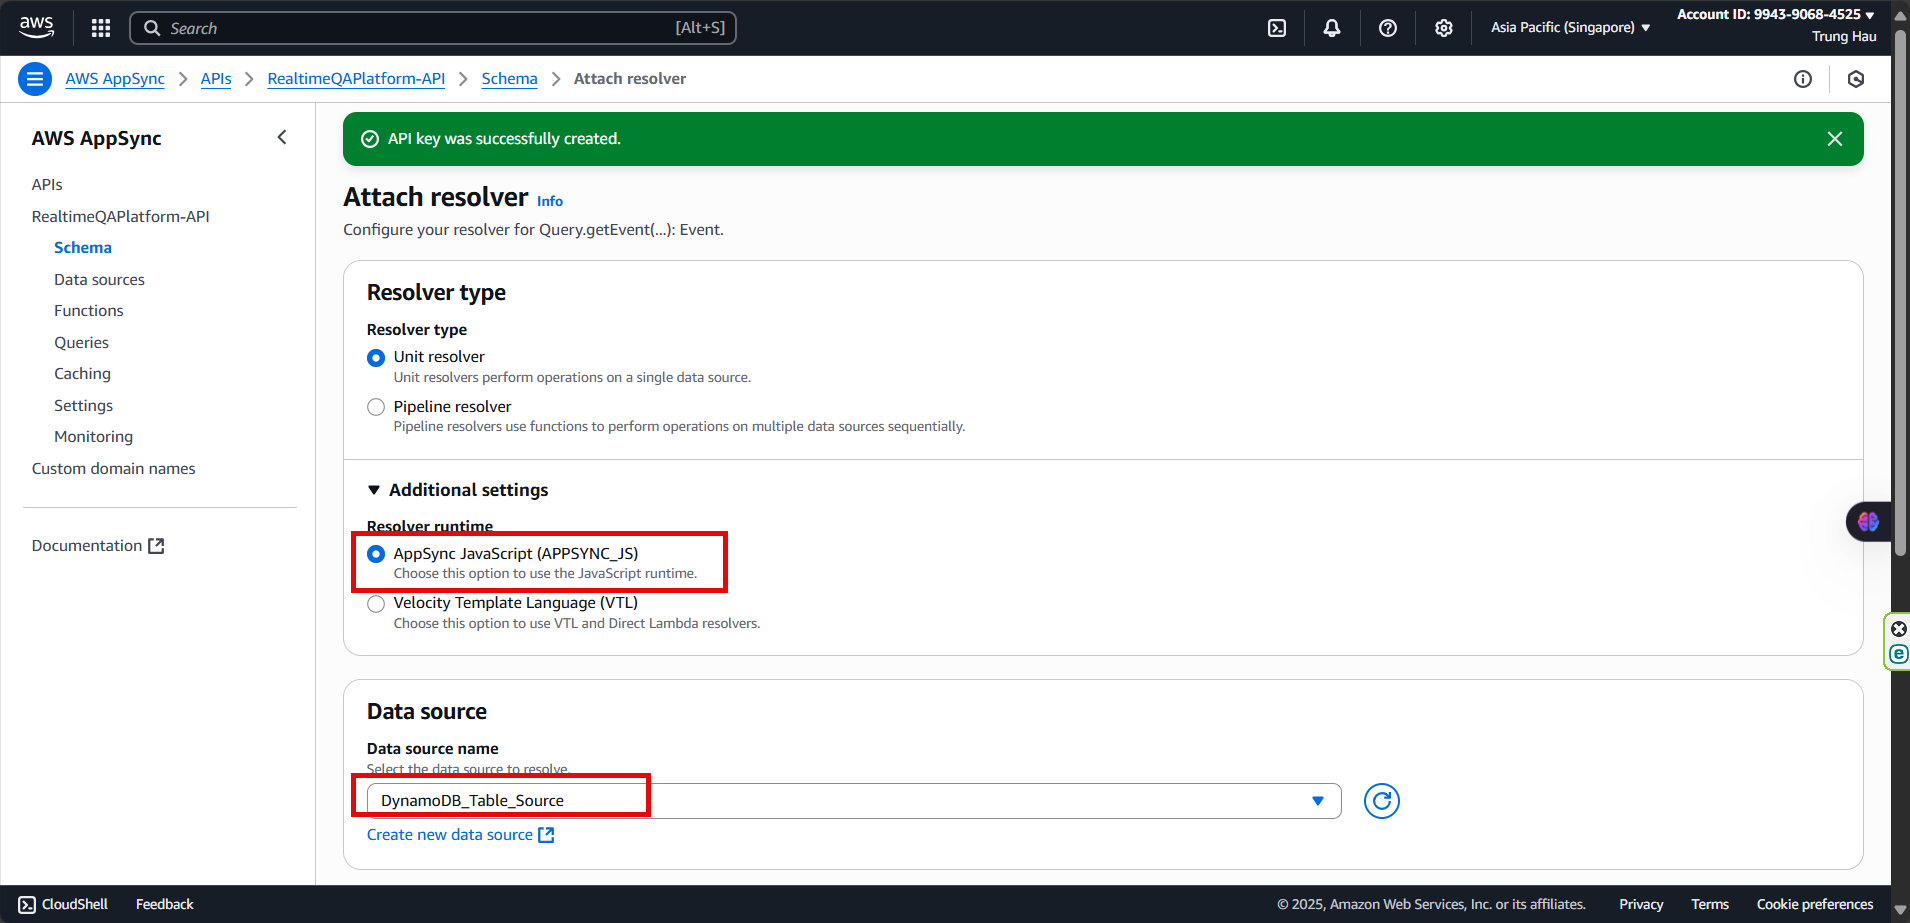 aws
Search [Alt+S]
Asia Pacific (Singapore)
Account ID: 9943-9068-4525
Trung Hau
AWS AppSync
APIs
RealtimeQAPlatform-API
Schema
Attach resolver
AWS AppSync
APIs
RealtimeQAPlatform-API
Schema
Data sources
Functions
Queries
Caching
Settings
Monitoring
Custom domain names
Documentation
API key was successfully created.
Attach resolver Info
Configure your resolver for Query.getEvent(...): Event.
Resolver type
Resolver type
Unit resolver
Unit resolvers perform operations on a single data source.
Pipeline resolver
Pipeline resolvers use functions to perform operations on multiple data sources sequentially.
Additional settings
Resolver runtime
AppSync JavaScript (APPSYNC_JS)
Choose this option to use the JavaScript runtime.
Velocity Template Language (VTL)
Choose this option to use VTL and Direct Lambda resolvers.
Data source
Data source name
Select the data source to resolve.
DynamoDB_Table_Source
Create new data source
CloudShell
Feedback
© 2025, Amazon Web Services, Inc. or its affiliates.
Privacy
Terms
Cookie preferences